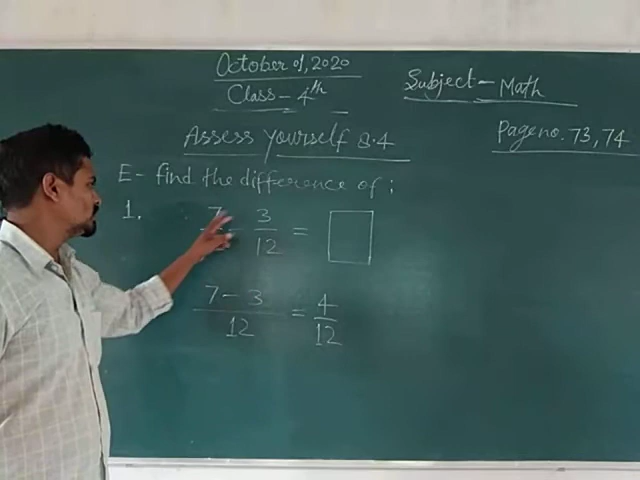 October 01, 2020
Class - 4th
Subject - Math
Assess yourself 8.4
Page no. 73, 74
E - find the difference of :
1. 7 - 3/12 =
7 - 3/12 = 4/12